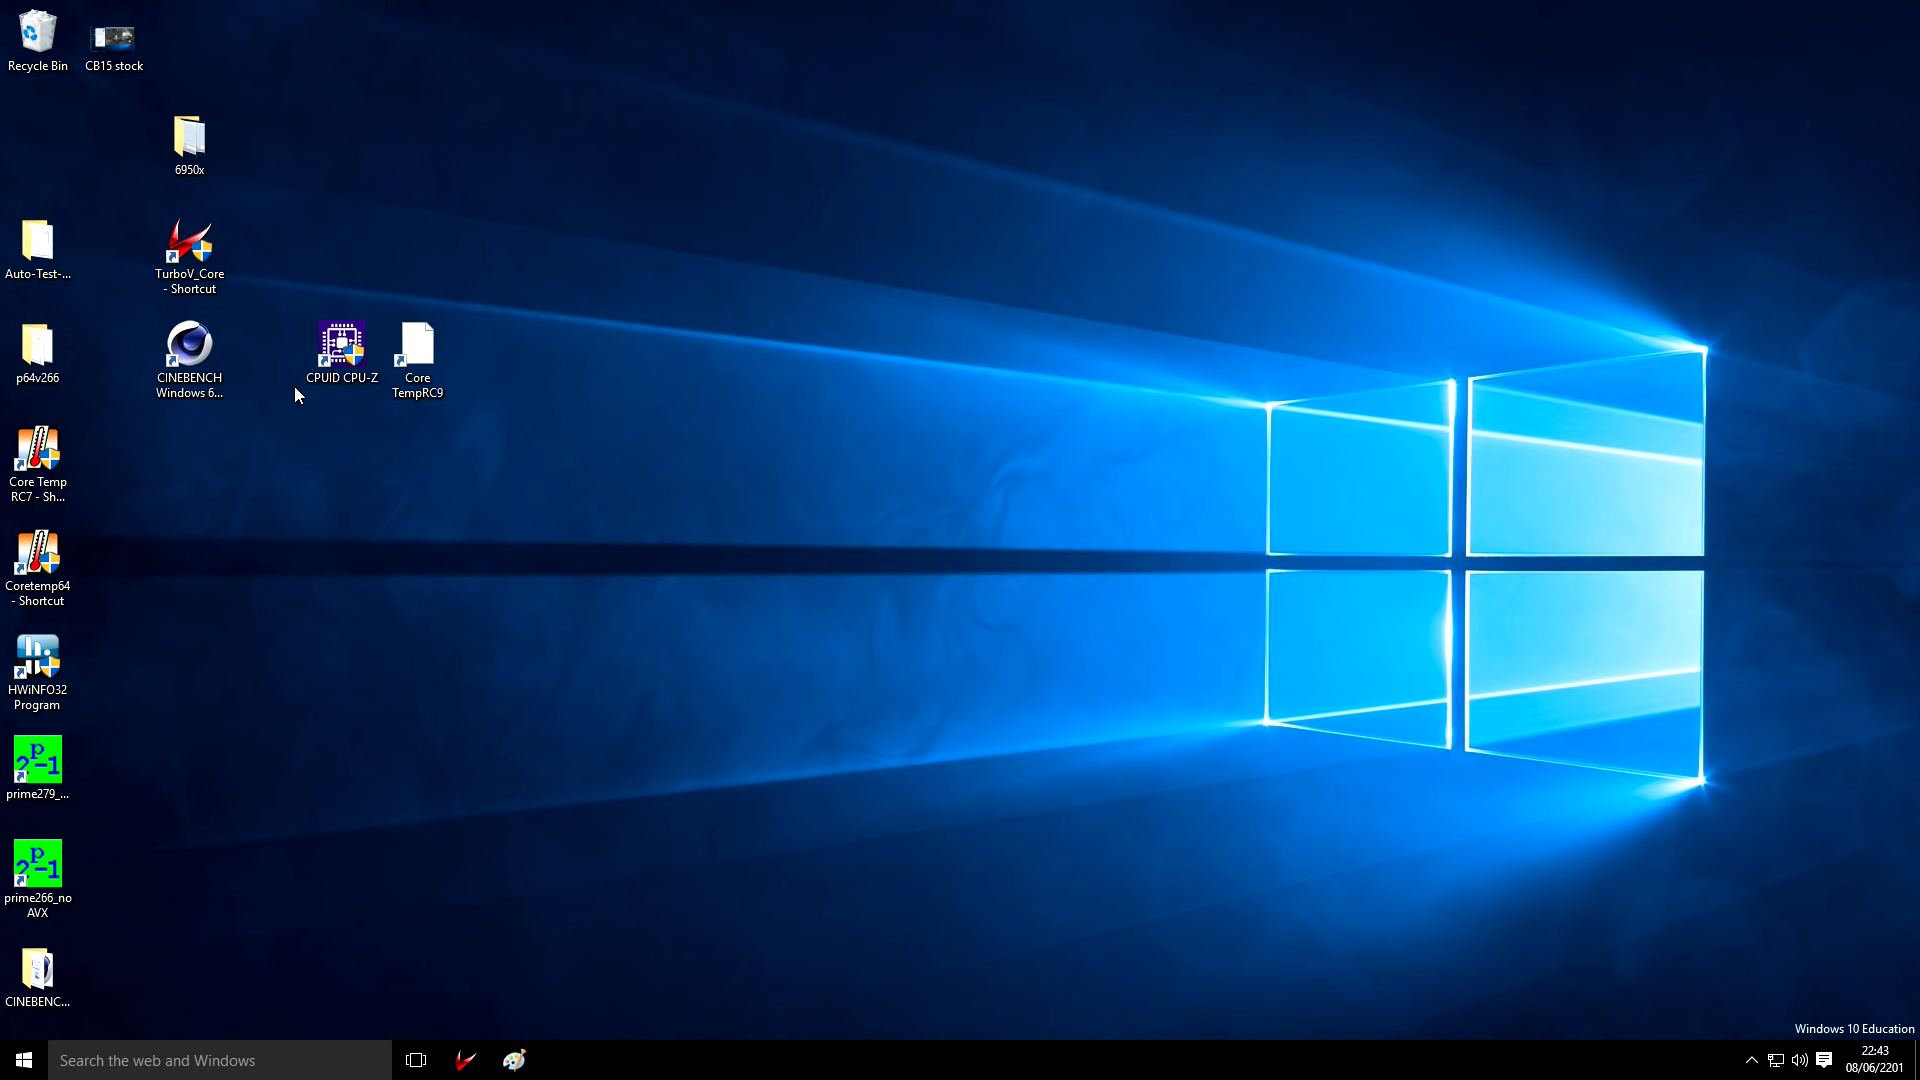 Recycle Bin
CB15 stock
6950x
Auto-Test-...
TurboV_Core
- Shortcut
p64v266
CINEBENCH
Windows 6...
CPUID CPU-Z
Core
TempRC9
Core Temp
RC7 - Sh...
Coretemp64
- Shortcut
HWiNFO32
Program
prime279_...
prime266_no
AVX
CINEBENC...
Windows 10 Education
Search the web and Windows
22:43
08/06/2201